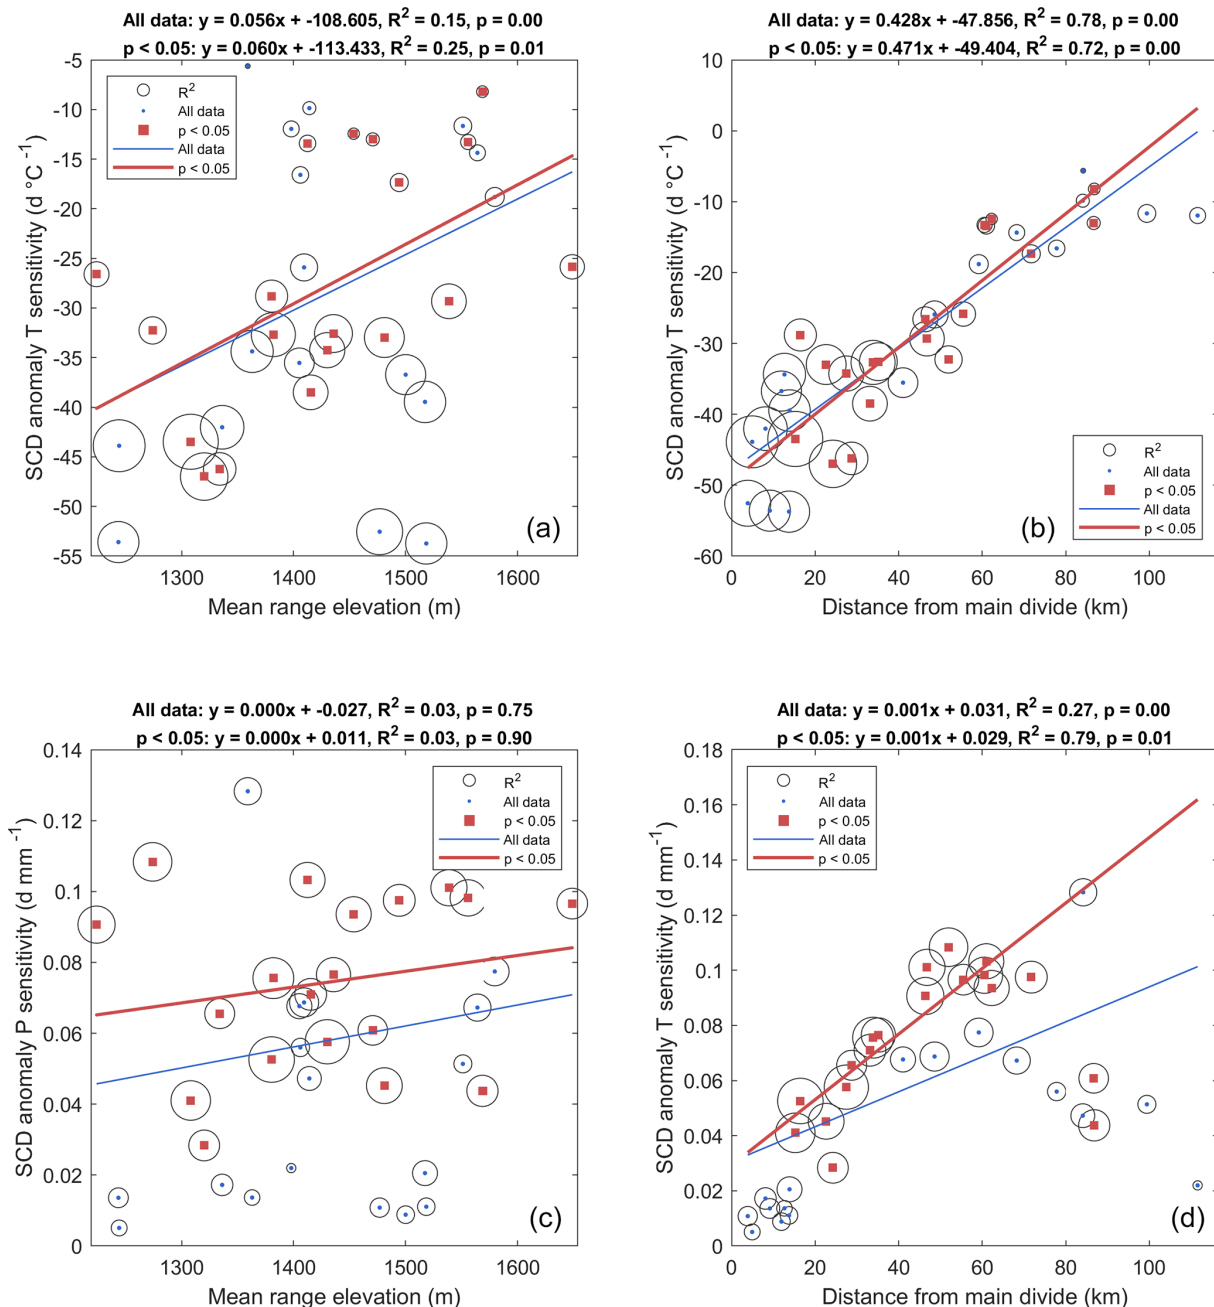 All data: y = 0.056x + -108.605, R2 = 0.15, p = 0.00
p < 0.05: y = 0.060x + -113.433, R2 = 0.25, p = 0.01
-5
-10
-15
-20
-25
-30
-35
-40
-45
-50
-55
SCD anomaly T sensitivity (d °C -1)
R2
All data
p < 0.05
All data
p < 0.05
(a)
1300 1400 1500 1600
Mean range elevation (m)
All data: y = 0.428x + -47.856, R2 = 0.78, p = 0.00
p < 0.05: y = 0.471x + -49.404, R2 = 0.72, p = 0.00
10
0
-10
-20
-30
-40
-50
-60
SCD anomaly T sensitivity (d °C -1)
R2
All data
p < 0.05
All data
p < 0.05
(b)
0 20 40 60 80 100
Distance from main divide (km)
All data: y = 0.000x + -0.027, R2 = 0.03, p = 0.75
p < 0.05: y = 0.000x + 0.011, R2 = 0.03, p = 0.90
0.14
0.12
0.1
0.08
0.06
0.04
0.02
0
SCD anomaly P sensitivity (d mm-1)
R2
All data
p < 0.05
All data
p < 0.05
(c)
1300 1400 1500 1600
Mean range elevation (m)
All data: y = 0.001x + 0.031, R2 = 0.27, p = 0.00
p < 0.05: y = 0.001x + 0.029, R2 = 0.79, p = 0.01
0.18
0.16
0.14
0.12
0.1
0.08
0.06
0.04
0.02
0
SCD anomaly T sensitivity (d mm-1)
R2
All data
p < 0.05
All data
p < 0.05
(d)
0 20 40 60 80 100
Distance from main divide (km)